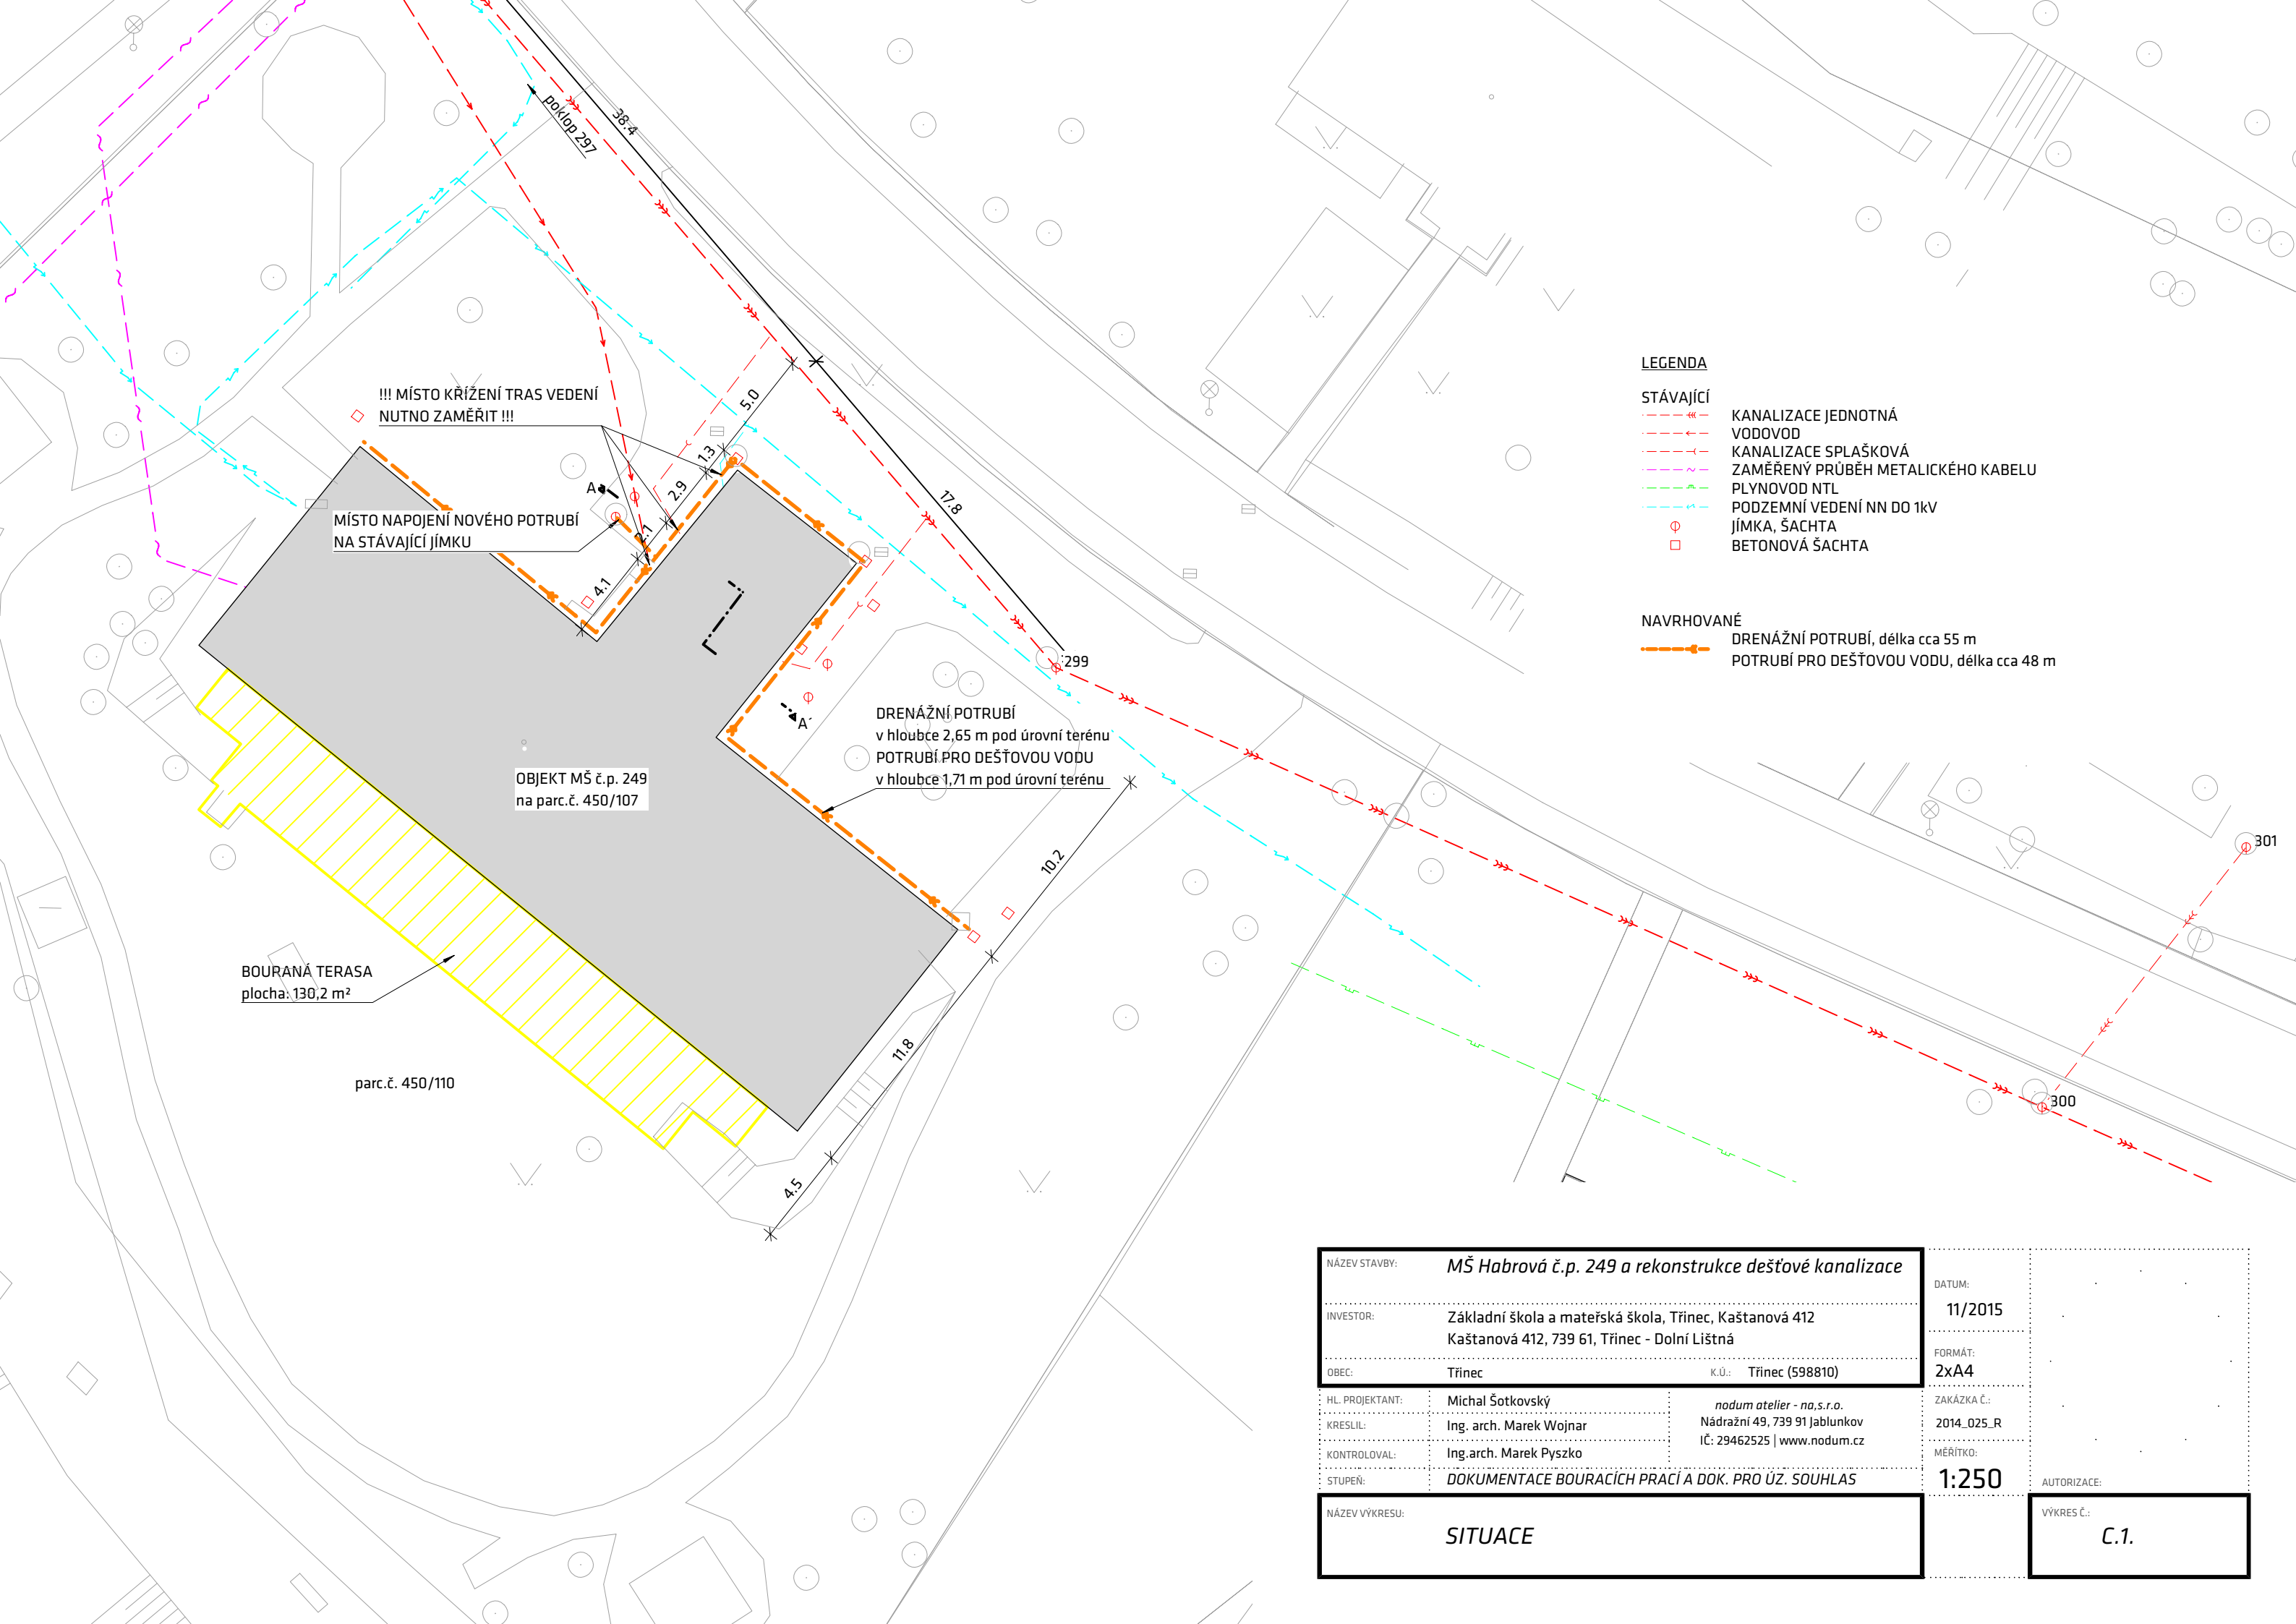 38.4
poklop 297
!!! MÍSTO KŘÍŽENÍ TRAS VEDENÍ
NUTNO ZAMĚŘIT !!!
5.0
1.3
2.9
2.1
4.1
A
MÍSTO NAPOJENÍ NOVÉHO POTRUBÍ
NA STÁVAJÍCÍ JÍMKU
17.8
299
A´
DRENÁŽNÍ POTRUBÍ
v hloubce 2,65 m pod úrovní terénu
POTRUBÍ PRO DEŠŤOVOU VODU
v hloubce 1,71 m pod úrovní terénu
OBJEKT MŠ č.p. 249
na parc.č. 450/107
10.2
11.8
4.5
BOURANÁ TERASA
plocha: 130,2 m²
parc.č. 450/110
301
300
LEGENDA
STÁVAJÍCÍ
KANALIZACE JEDNOTNÁ
VODOVOD
KANALIZACE SPLAŠKOVÁ
ZAMĚŘENÝ PRŮBĚH METALICKÉHO KABELU
PLYNOVOD NTL
PODZEMNÍ VEDENÍ NN DO 1kV
JÍMKA, ŠACHTA
BETONOVÁ ŠACHTA
NAVRHOVANÉ
DRENÁŽNÍ POTRUBÍ, délka cca 55 m
POTRUBÍ PRO DEŠŤOVOU VODU, délka cca 48 m
NÁZEV STAVBY: MŠ Habrová č.p. 249 a rekonstrukce dešťové kanalizace
INVESTOR: Základní škola a mateřská škola, Třinec, Kaštanová 412
Kaštanová 412, 739 61, Třinec - Dolní Lištná
OBEC: Třinec K.Ú.: Třinec (598810)
HL. PROJEKTANT: Michal Šotkovský
KRESLIL: Ing. arch. Marek Wojnar
KONTROLOVAL: Ing.arch. Marek Pyszko
nodum atelier - na,s.r.o.
Nádražní 49, 739 91 Jablunkov
IČ: 29462525 | www.nodum.cz
STUPEŇ: DOKUMENTACE BOURACÍCH PRACÍ A DOK. PRO ÚZ. SOUHLAS
NÁZEV VÝKRESU: SITUACE
DATUM:
11/2015
FORMÁT:
2xA4
ZAKÁZKA Č.:
2014_025_R
MĚŘÍTKO:
1:250
AUTORIZACE:
VÝKRES Č.:
C.1.